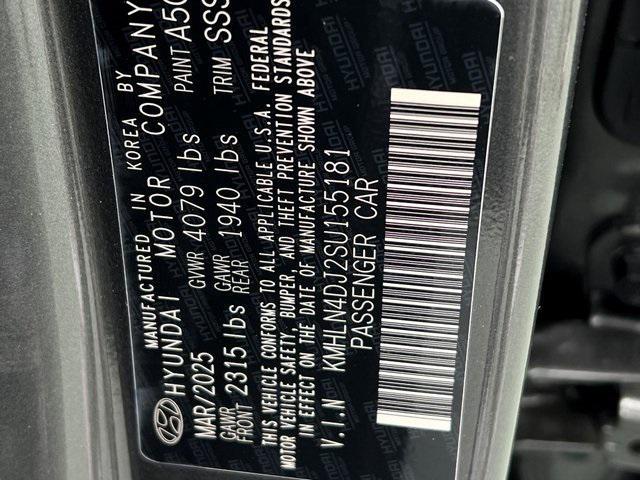 MANUFACTURED IN KOREA BY
HYUNDAI MOTOR COMPANY
MAR/2025 GVWR 4079 lbs PAINT A5G
GAWR FRONT 2315lbs GAWR REAR 1940 lbs TRIM SSS
THIS VEHICLE CONFORMS TO ALL APPLICABLE U.S.A. FEDERAL
MOTOR VEHICLE SAFETY, BUMPER, AND THEFT PREVENTION STANDARDS
IN EFFECT ON THE DATE OF MANUFACTURE SHOWN ABOVE
V.I.N KMHLN4DJ2SU155181
PASSENGER CAR